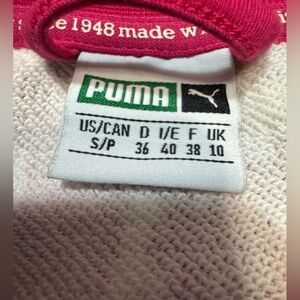 e 1948 made w
PUMA
US/CAN D I/E F UK
S/P 36 40 38 10